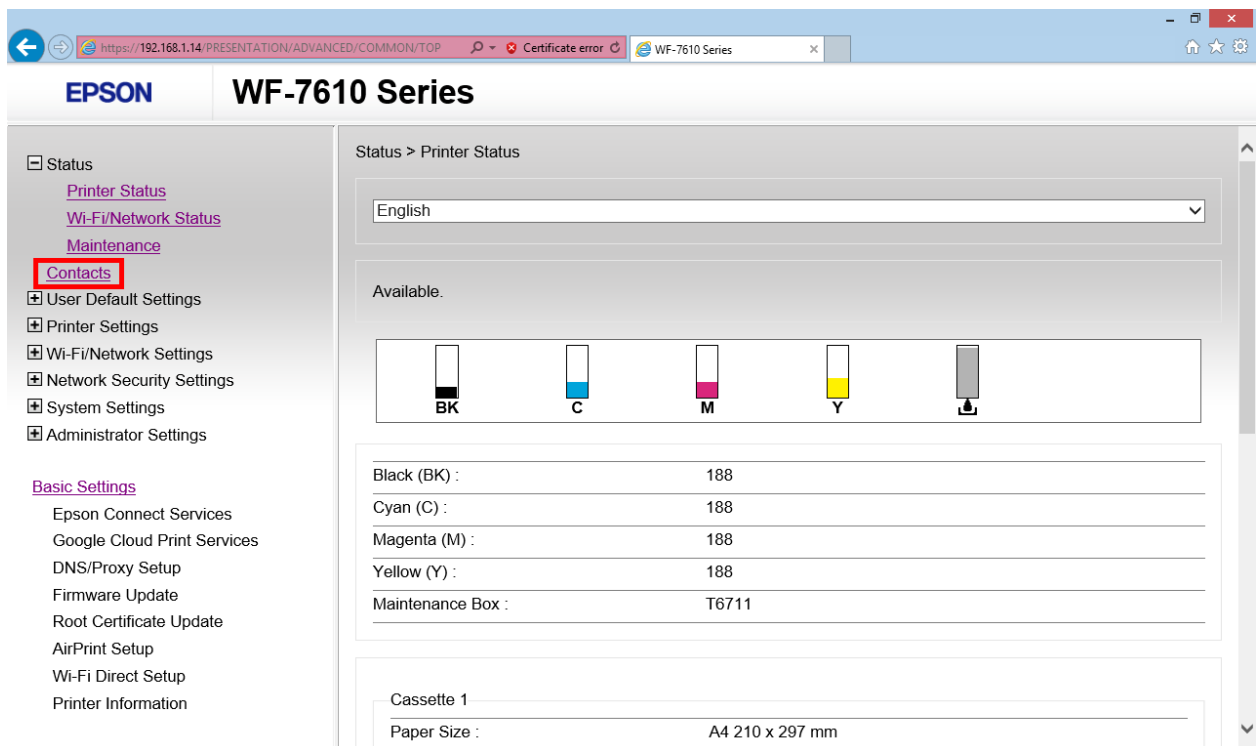 https://192.168.1.14/PRESENTATION/ADVANCED/COMMON/TOP
Certificate error
WF-7610 Series
EPSON
WF-7610 Series
Status
Printer Status
Wi-Fi/Network Status
Maintenance
Contacts
User Default Settings
Printer Settings
Wi-Fi/Network Settings
Network Security Settings
System Settings
Administrator Settings
Basic Settings
Epson Connect Services
Google Cloud Print Services
DNS/Proxy Setup
Firmware Update
Root Certificate Update
AirPrint Setup
Wi-Fi Direct Setup
Printer Information
Status > Printer Status
English
Available.
BK C M Y
Black (BK) : 188
Cyan (C) : 188
Magenta (M) : 188
Yellow (Y) : 188
Maintenance Box : T6711
Cassette 1
Paper Size : A4 210 x 297 mm